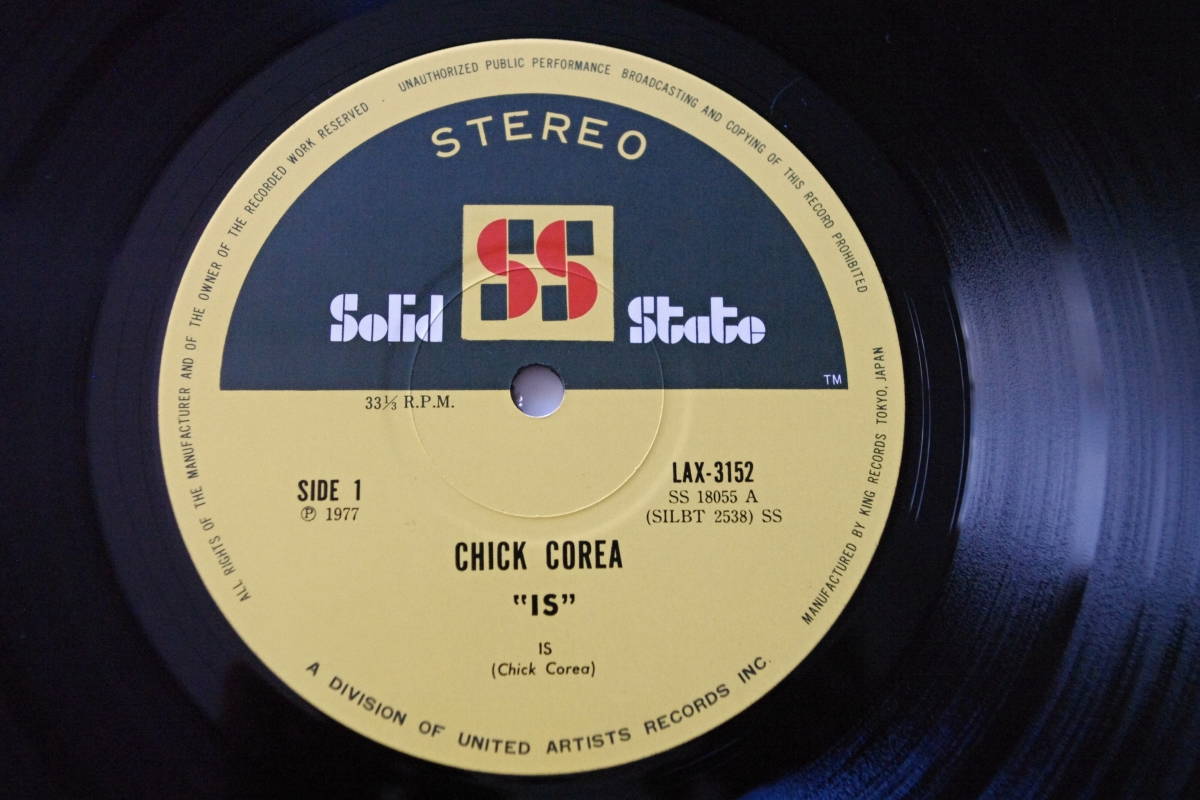 ALL RIGHTS OF THE MANUFACTURER AND OF THE OWNER OF THE RECORDED WORK RESERVED · UNAUTHORIZED PUBLIC PERFORMANCE BROADCASTING AND COPYING OF THIS RECORD PROHIBITED
STEREO
SS
Solid State
TM
33⅓ R.P.M.
SIDE 1
℗ 1977
LAX-3152
SS 18055 A
(SILBT 2538) SS
CHICK COREA
"IS"
IS
(Chick Corea)
MANUFACTURED BY KING RECORDS TOKYO, JAPAN
A DIVISION OF UNITED ARTISTS RECORDS INC.